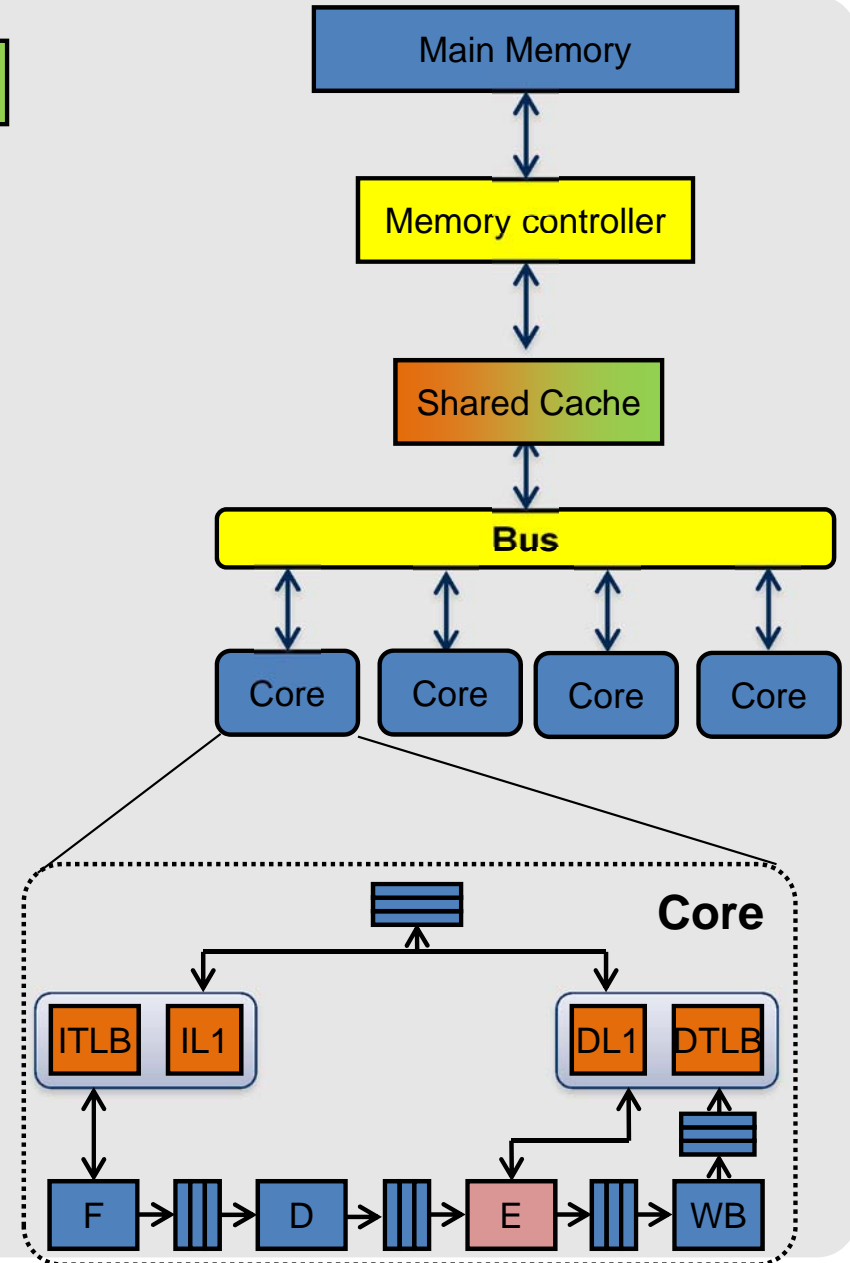 Main Memory
Memory controller
Shared Cache
Bus
Core Core Core Core
Core
ITLB IL1 DL1 DTLB
F D E WB